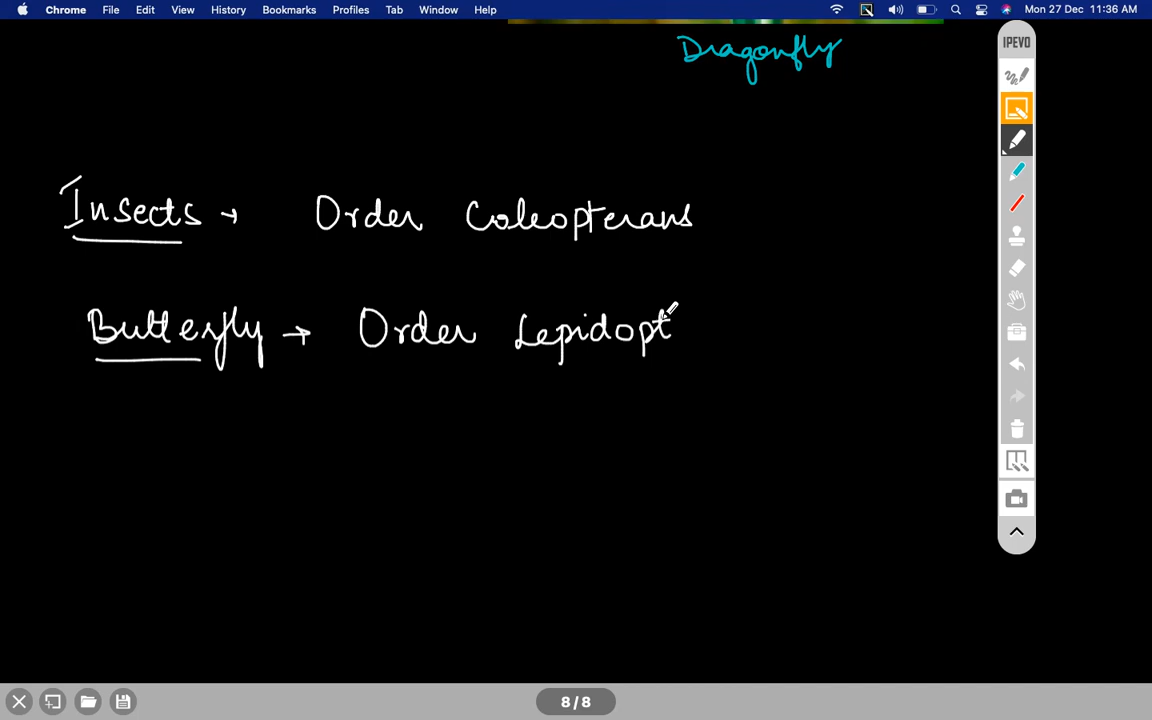 Chrome File Edit View History Bookmarks Profiles Tab Window Help Mon 27 Dec 11:36 AM
IPEVO
Dragonfly
Insects → Order Coleopterans
Butterfly → Order Lepidopt
8/8